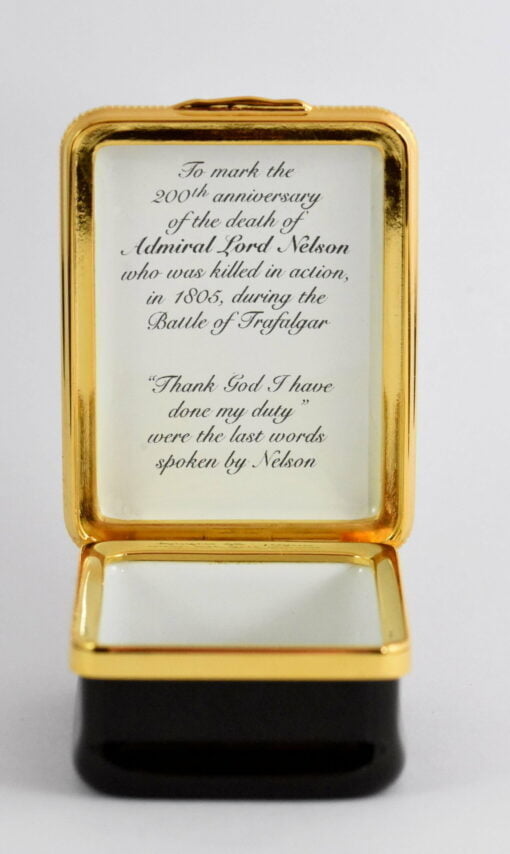 To mark the
200th anniversary
of the death of
Admiral Lord Nelson
who was killed in action,
in 1805, during the
Battle of Trafalgar
“Thank God I have
done my duty”
were the last words
spoken by Nelson